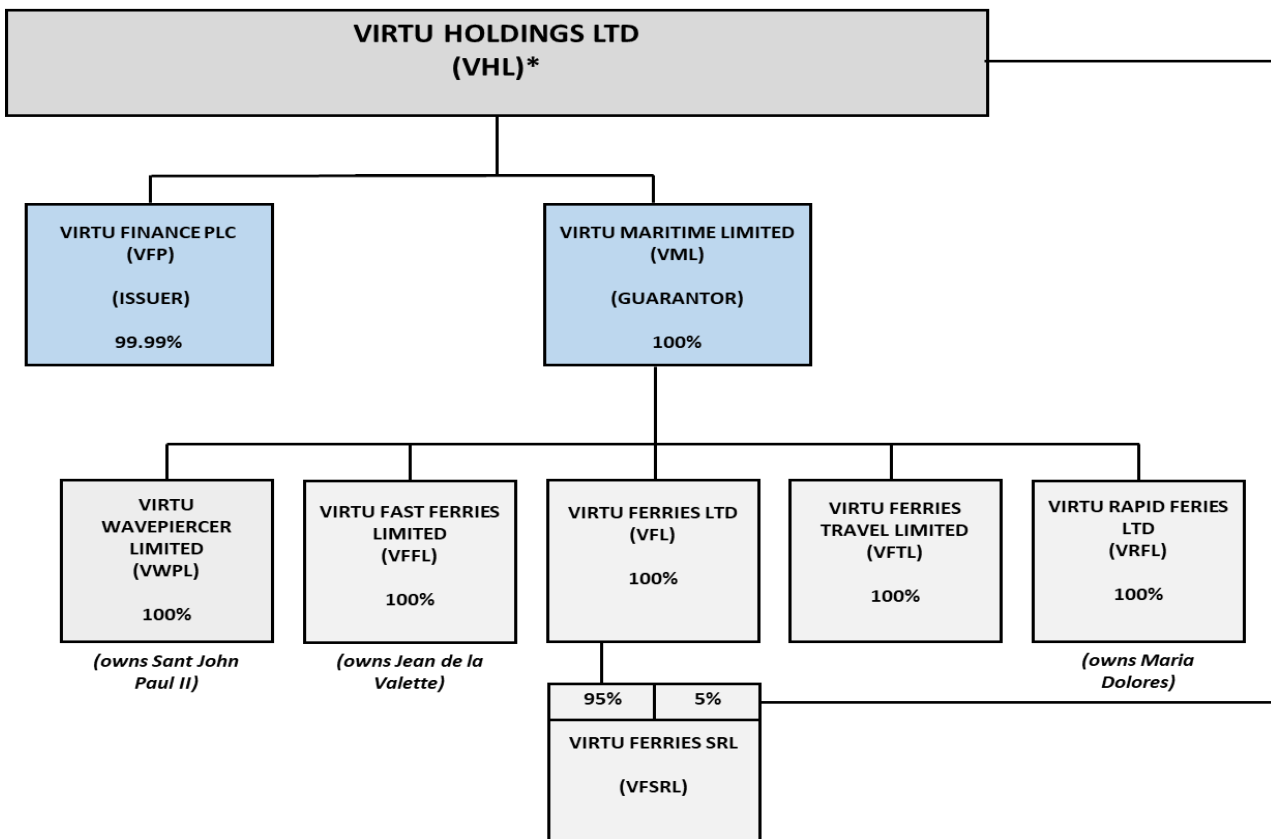 VIRTU HOLDINGS LTD
(VHL)*
VIRTU FINANCE PLC
(VFP)
(ISSUER)
99.99%
VIRTU MARITIME LIMITED
(VML)
(GUARANTOR)
100%
VIRTU
WAVEPIERCER
LIMITED
(VWPL)
100%
(owns Sant John
Paul II)
VIRTU FAST FERRIES
LIMITED
(VFFL)
100%
(owns Jean de la
Valette)
VIRTU FERRIES LTD
(VFL)
100%
VIRTU FERRIES
TRAVEL LIMITED
(VFTL)
100%
VIRTU RAPID FERIES
LTD
(VRFL)
100%
(owns Maria
Dolores)
95%
5%
VIRTU FERRIES SRL
(VFSRL)